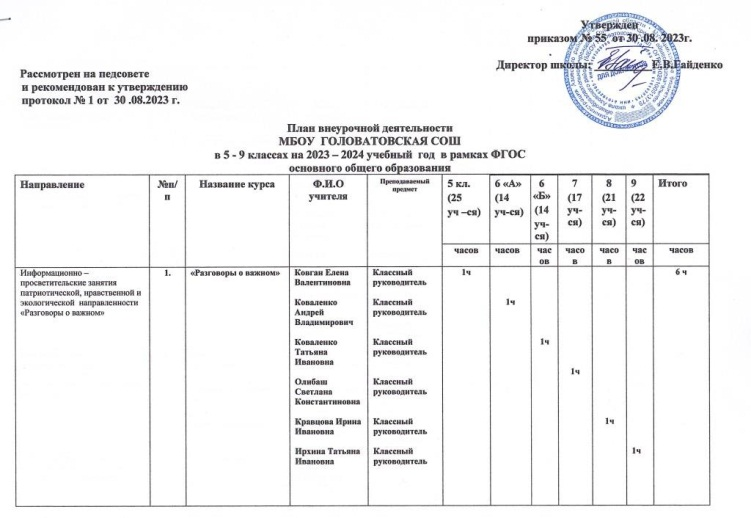 Утвержден
приказом № 55 от 30 .08. 2023г.
Директор школы: Е.В.Гайденко
Рассмотрен на педсовете
и рекомендован к утверждению
протокол № 1 от 30 .08.2023 г.
План внеурочной деятельности
МБОУ ГОЛОВАТОВСКАЯ СОШ
в 5 - 9 классах на 2023 – 2024 учебный год в рамках ФГОС
основного общего образования
Направление
№п/
п
Название курса
Ф.И.О
учителя
Преподаваемый
предмет
5 кл.
(25
уч –ся)
6 «А»
(14
уч-ся)
6
«Б»
(14
уч-
ся)
7
(17
уч-
ся)
8
(21
уч-
ся)
9
(22
уч-
ся)
Итого
часов
часов
час
ов
часо
в
часо
в
час
ов
часов
Информационно –
просветительские занятия
патриотической, нравственной и
экологической направленности
«Разговоры о важном»
1.
«Разговоры о важном»
Ковган Елена
Валентиновна
Классный
руководитель
1ч
6 ч
Коваленко
Андрей
Владимирович
Классный
руководитель
1ч
Коваленко
Татьяна
Ивановна
Классный
руководитель
1ч
Олибаш
Светлана
Константиновна
Классный
руководитель
1ч
Кравцова Ирина
Ивановна
Классный
руководитель
1ч
Ирхина Татьяна
Ивановна
Классный
руководитель
1ч